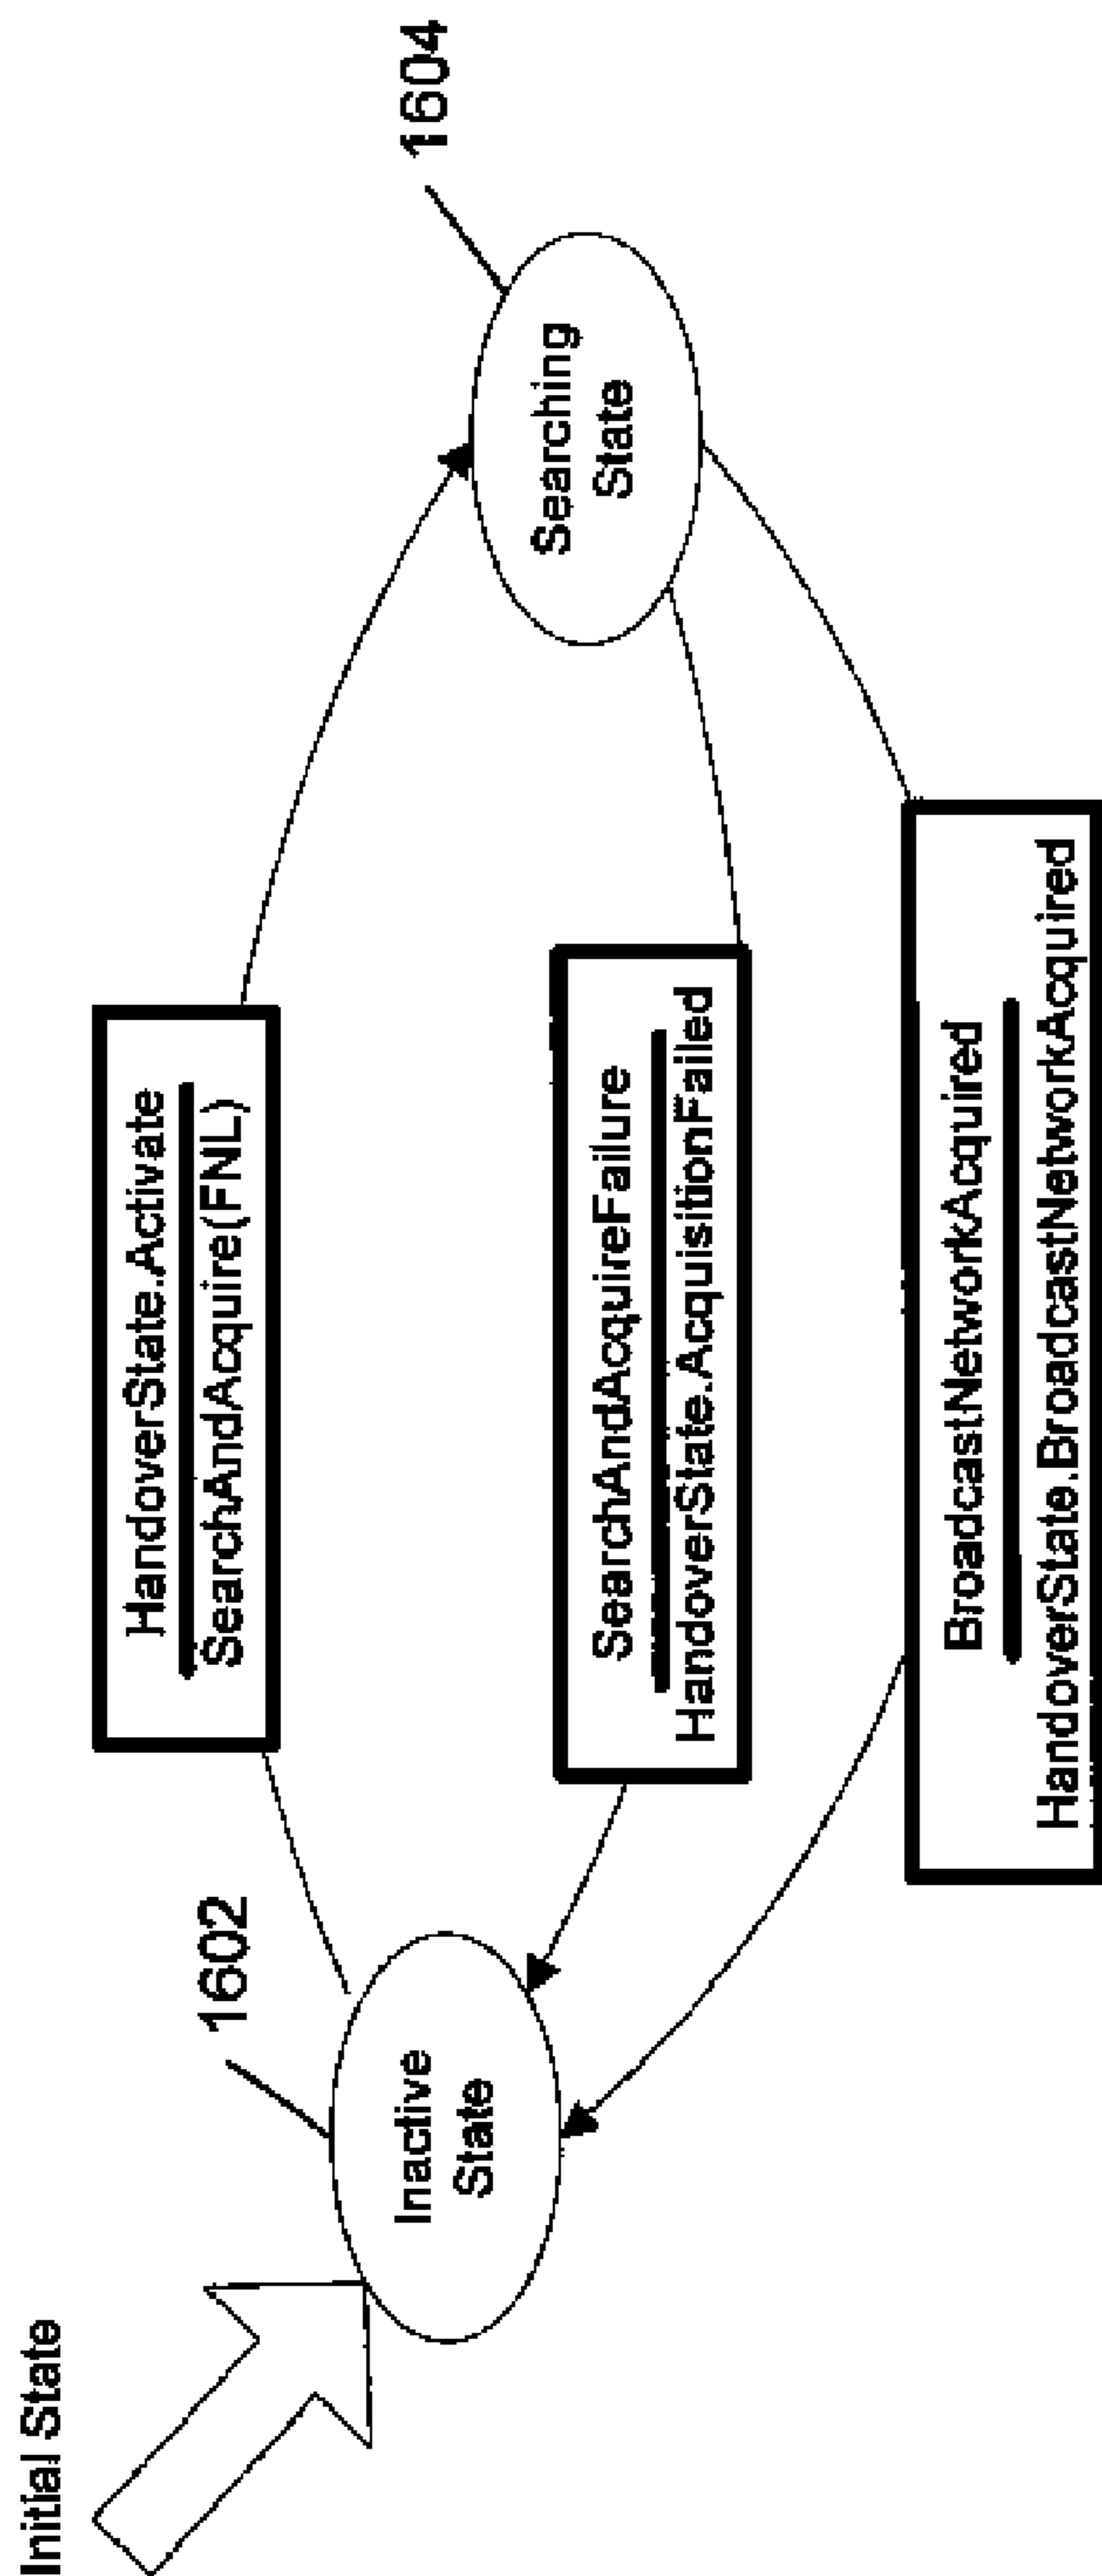 Initial State
1602
Inactive
State
HandoverState.Activate
SearchAndAcquire(FNL)
SearchAndAcquireFailure
HandoverState.AcquisitionFailed
BroadcastNetworkAcquired
HandoverState.BroadcastNetworkAcquired
Searching
State
1604